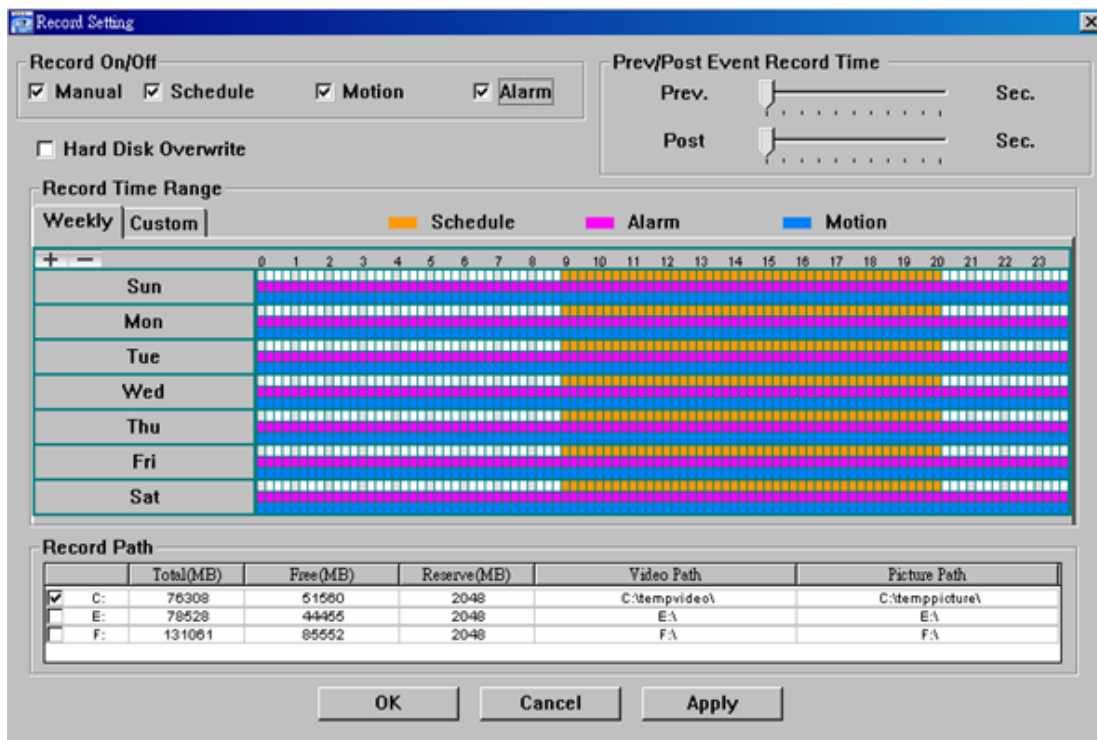 Record Setting
Record On/Off
Manual Schedule Motion Alarm
Prev/Post Event Record Time
Prev. Sec.
Post Sec.
Hard Disk Overwrite
Record Time Range
Weekly Custom Schedule Alarm Motion
+ − 0 1 2 3 4 5 6 7 8 9 10 11 12 13 14 15 16 17 18 19 20 21 22 23
Sun
Mon
Tue
Wed
Thu
Fri
Sat
Record Path
Total(MB) Free(MB) Reserve(MB) Video Path Picture Path
C: 76308 51560 2048 C:\tempvideo\ C:\temppicture\
E: 78528 44455 2048 E:\ E:\
F: 131061 85552 2048 F:\ F:\
OK Cancel Apply